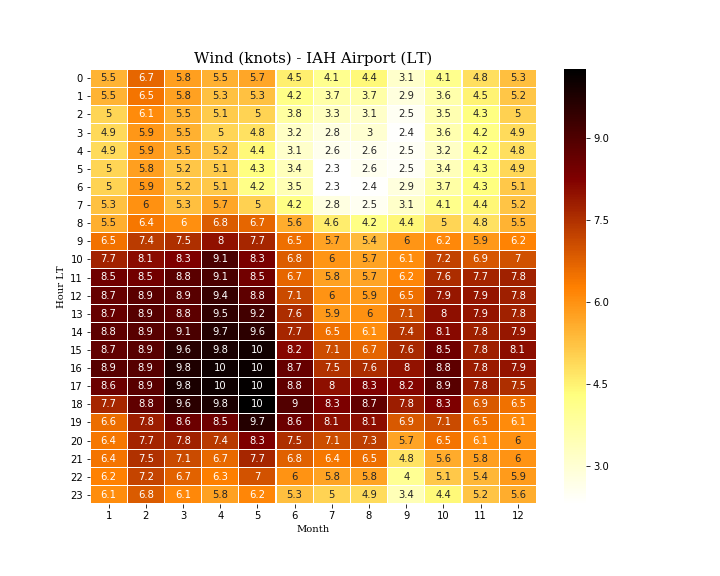 Wind (knots) - IAH Airport (LT)
0 5.5 6.7 5.8 5.5 5.7 4.5 4.1 4.4 3.1 4.1 4.8 5.3
1 5.5 6.5 5.8 5.3 5.3 4.2 3.7 3.7 2.9 3.6 4.5 5.2
2 5 6.1 5.5 5.1 5 3.8 3.3 3.1 2.5 3.5 4.3 5
3 4.9 5.9 5.5 5 4.8 3.2 2.8 3 2.4 3.6 4.2 4.9
4 4.9 5.9 5.5 5.2 4.4 3.1 2.6 2.6 2.5 3.2 4.2 4.8
5 5 5.8 5.2 5.1 4.3 3.4 2.3 2.6 2.5 3.4 4.3 4.9
6 5 5.9 5.2 5.1 4.2 3.5 2.3 2.4 2.9 3.7 4.3 5.1
7 5.3 6 5.3 5.7 5 4.2 2.8 2.5 3.1 4.1 4.4 5.2
8 5.5 6.4 6 6.8 6.7 5.6 4.6 4.2 4.4 5 4.8 5.5
9 6.5 7.4 7.5 8 7.7 6.5 5.7 5.4 6 6.2 5.9 6.2
10 7.7 8.1 8.3 9.1 8.3 6.8 6 5.7 6.1 7.2 6.9 7
11 8.5 8.5 8.8 9.1 8.5 6.7 5.8 5.7 6.2 7.6 7.7 7.8
12 8.7 8.9 8.9 9.4 8.8 7.1 6 5.9 6.5 7.9 7.9 7.8
13 8.7 8.9 8.8 9.5 9.2 7.6 5.9 6 7.1 8 7.9 7.8
14 8.8 8.9 9.1 9.7 9.6 7.7 6.5 6.1 7.4 8.1 7.8 7.9
15 8.7 8.9 9.6 9.8 10 8.2 7.1 6.7 7.6 8.5 7.8 8.1
16 8.9 8.9 9.8 10 10 8.7 7.5 7.6 8 8.8 7.8 7.9
17 8.6 8.9 9.8 10 10 8.8 8 8.3 8.2 8.9 7.8 7.5
18 7.7 8.8 9.6 9.8 10 9 8.3 8.7 7.8 8.3 6.9 6.5
19 6.6 7.8 8.6 8.5 9.7 8.6 8.1 8.1 6.9 7.1 6.5 6.1
20 6.4 7.7 7.8 7.4 8.3 7.5 7.1 7.3 5.7 6.5 6.1 6
21 6.4 7.5 7.1 6.7 7.7 6.8 6.4 6.5 4.8 5.6 5.8 6
22 6.2 7.2 6.7 6.3 7 6 5.8 5.8 4 5.1 5.4 5.9
23 6.1 6.8 6.1 5.8 6.2 5.3 5 4.9 3.4 4.4 5.2 5.6
1 2 3 4 5 6 7 8 9 10 11 12
Month
Hour LT
9.0
7.5
6.0
4.5
3.0